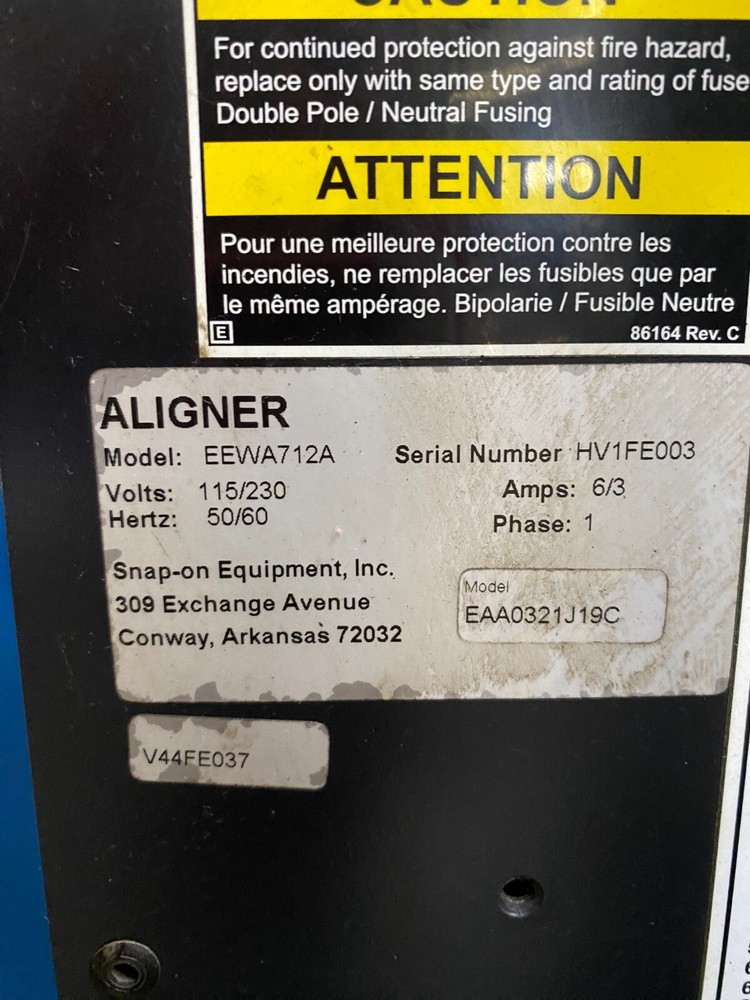 CAUTION
For continued protection against fire hazard,
replace only with same type and rating of fuse
Double Pole / Neutral Fusing
ATTENTION
Pour une meilleure protection contre les
incendies, ne remplacer les fusibles que par
le même ampérage. Bipolarie / Fusible Neutre
E
86164 Rev. C
ALIGNER
Model: EEWA712A Serial Number HV1FE003
Volts: 115/230 Amps: 6/3
Hertz: 50/60 Phase: 1
Snap-on Equipment, Inc.
309 Exchange Avenue
Conway, Arkansas 72032
Model
EAA0321J19C
V44FE037